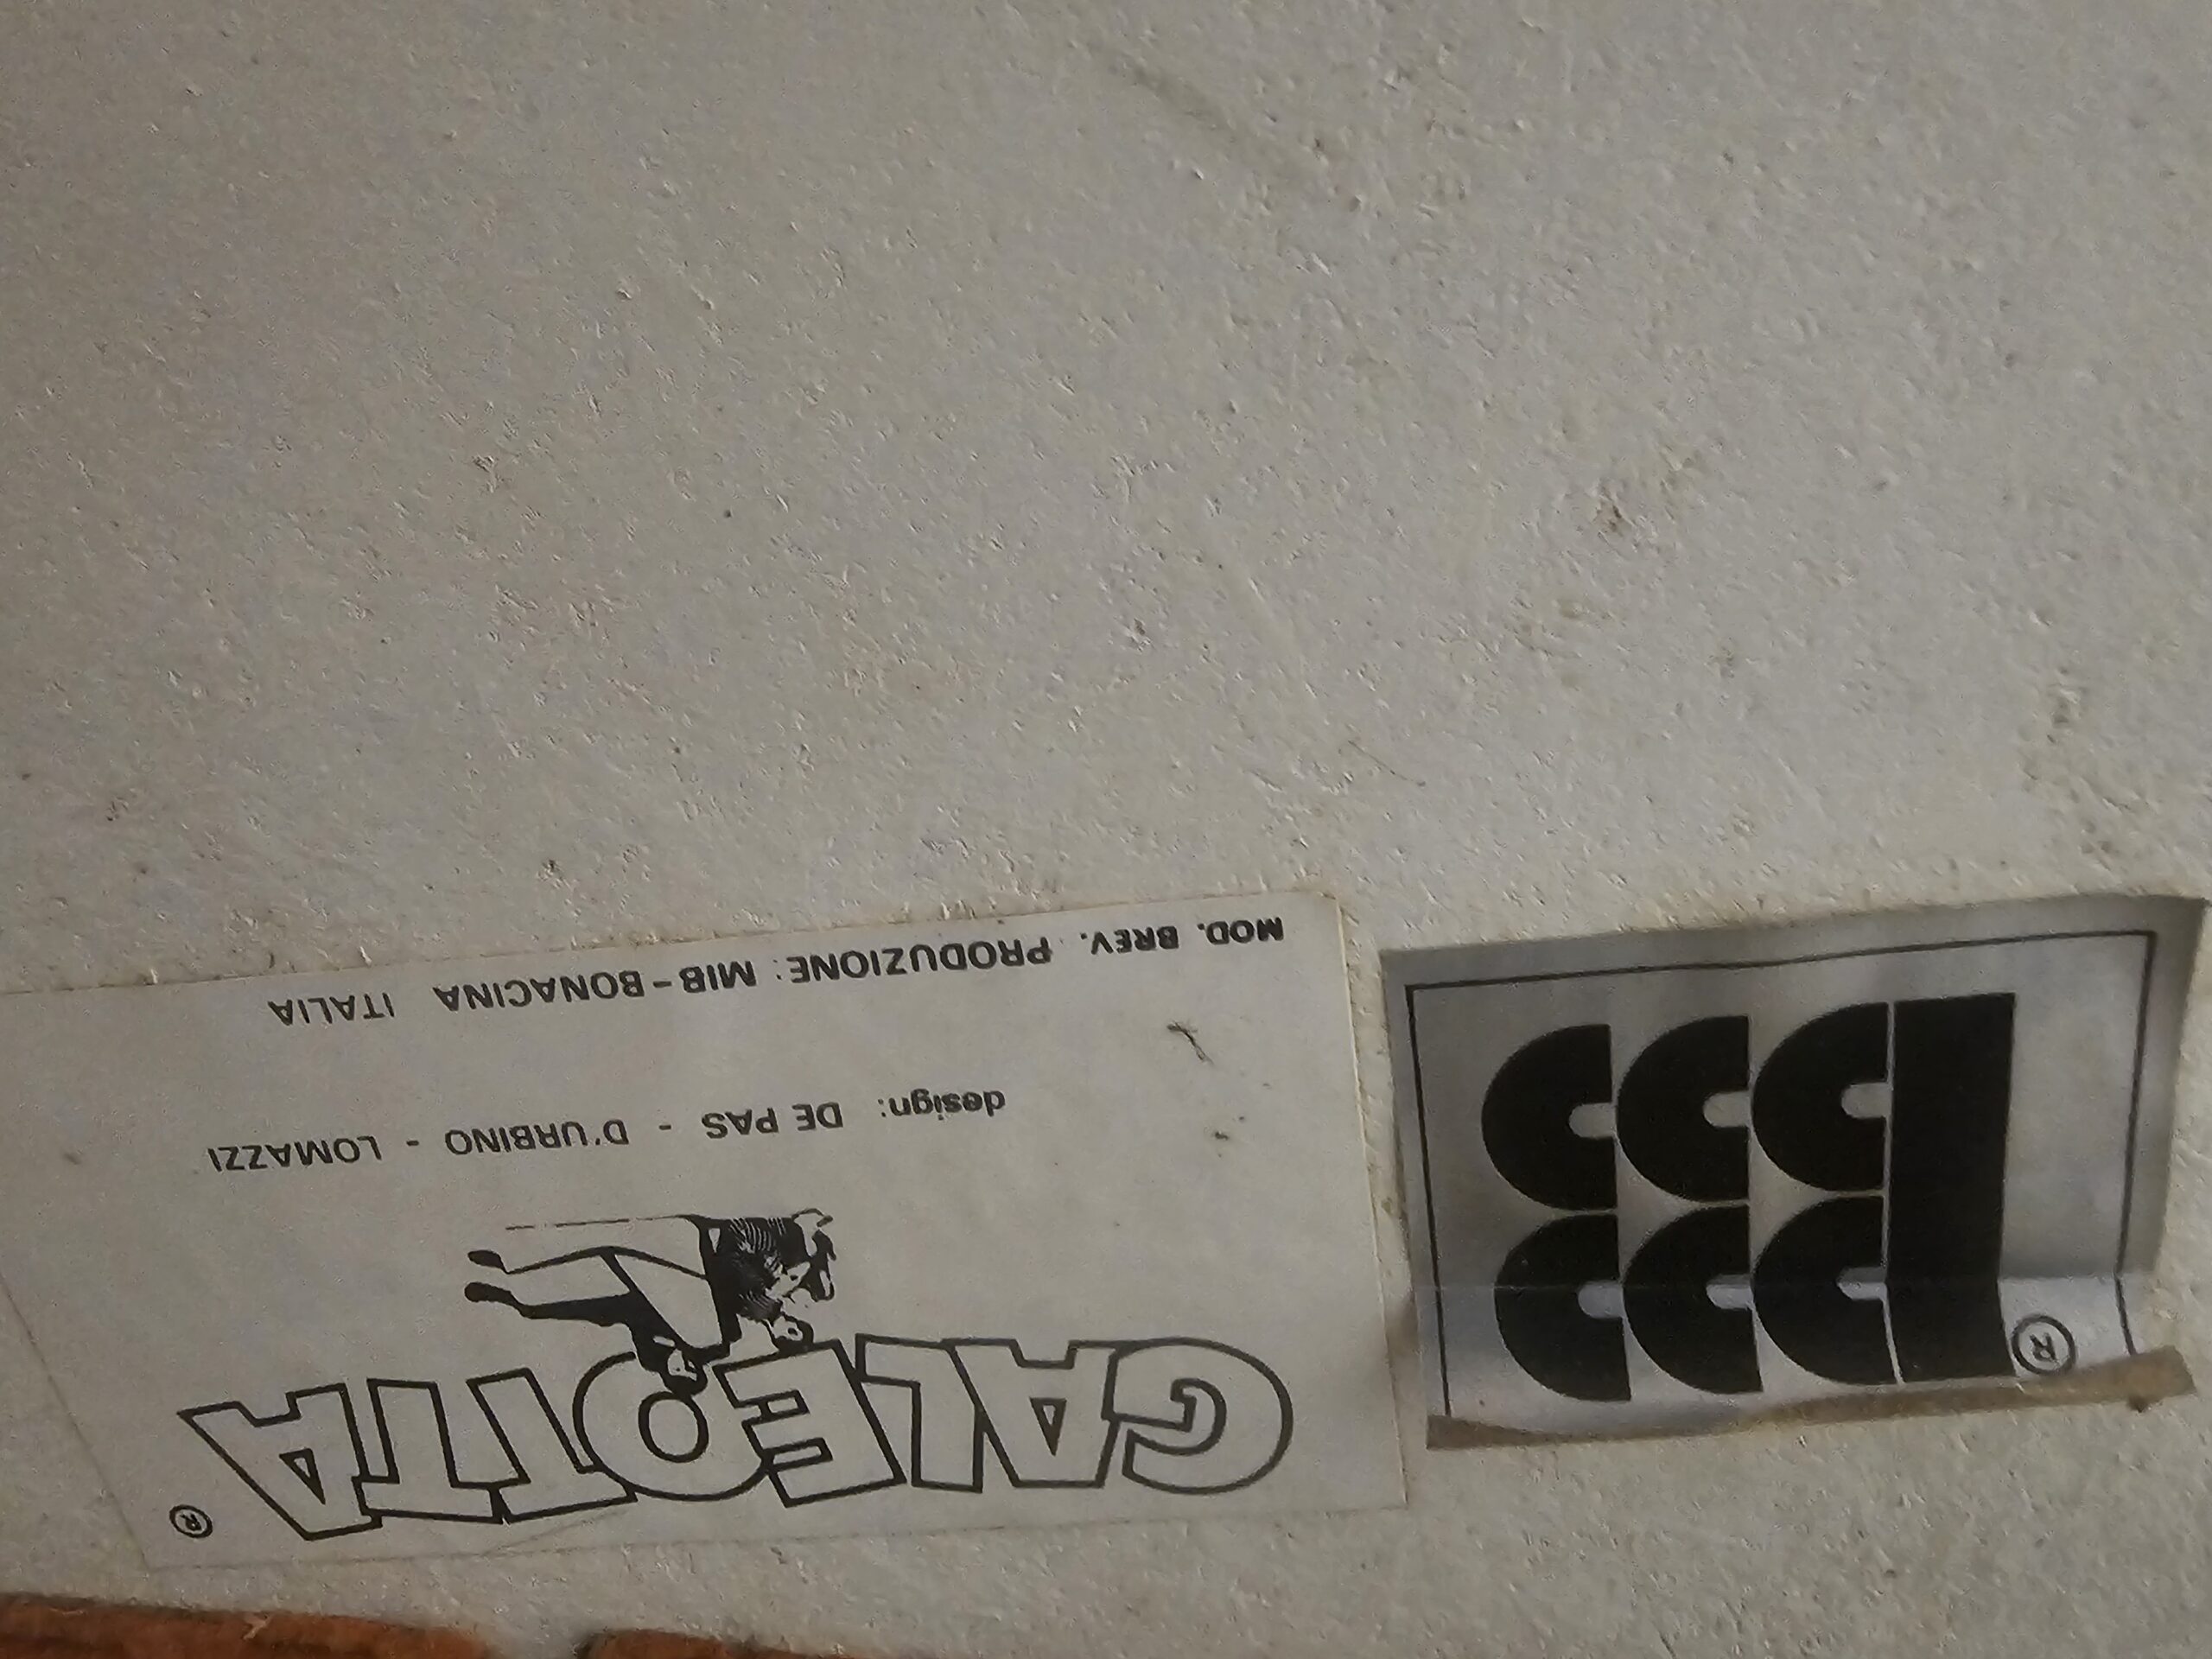 GALEOTTA ®
design: DE PAS - D'URBINO - LOMAZZI
MOD. BREV. PRODUZIONE: MIB-BONACINA ITALIA
®